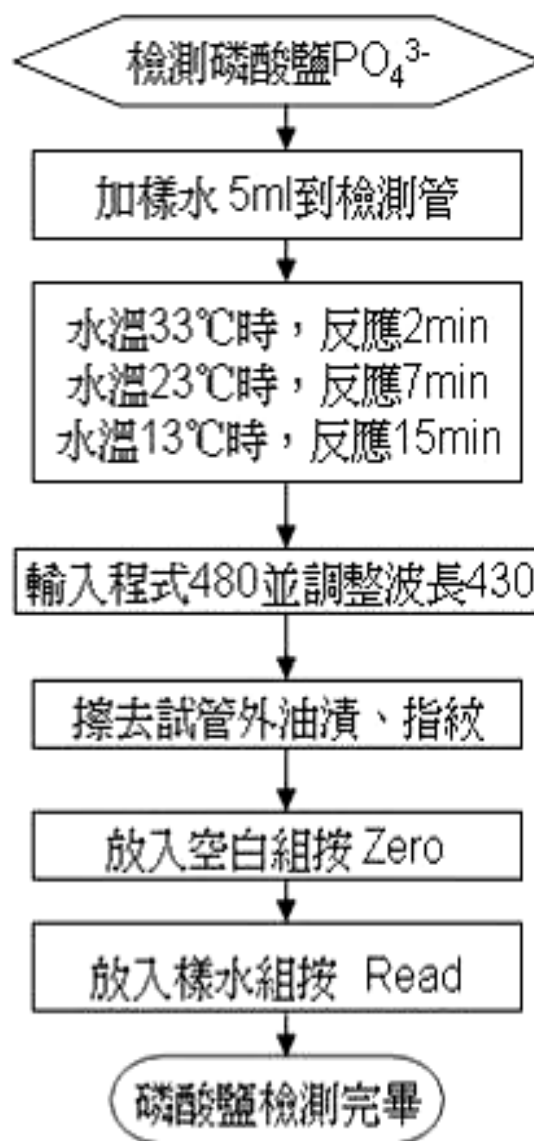 檢測磷酸鹽PO₄³⁻
加樣水 5ml到檢測管
水溫33℃時，反應2min
水溫23℃時，反應7min
水溫13℃時，反應15min
輸入程式480並調整波長430
擦去試管外油漬、指紋
放入空白組按 Zero
放入樣水組按 Read
磷酸鹽檢測完畢